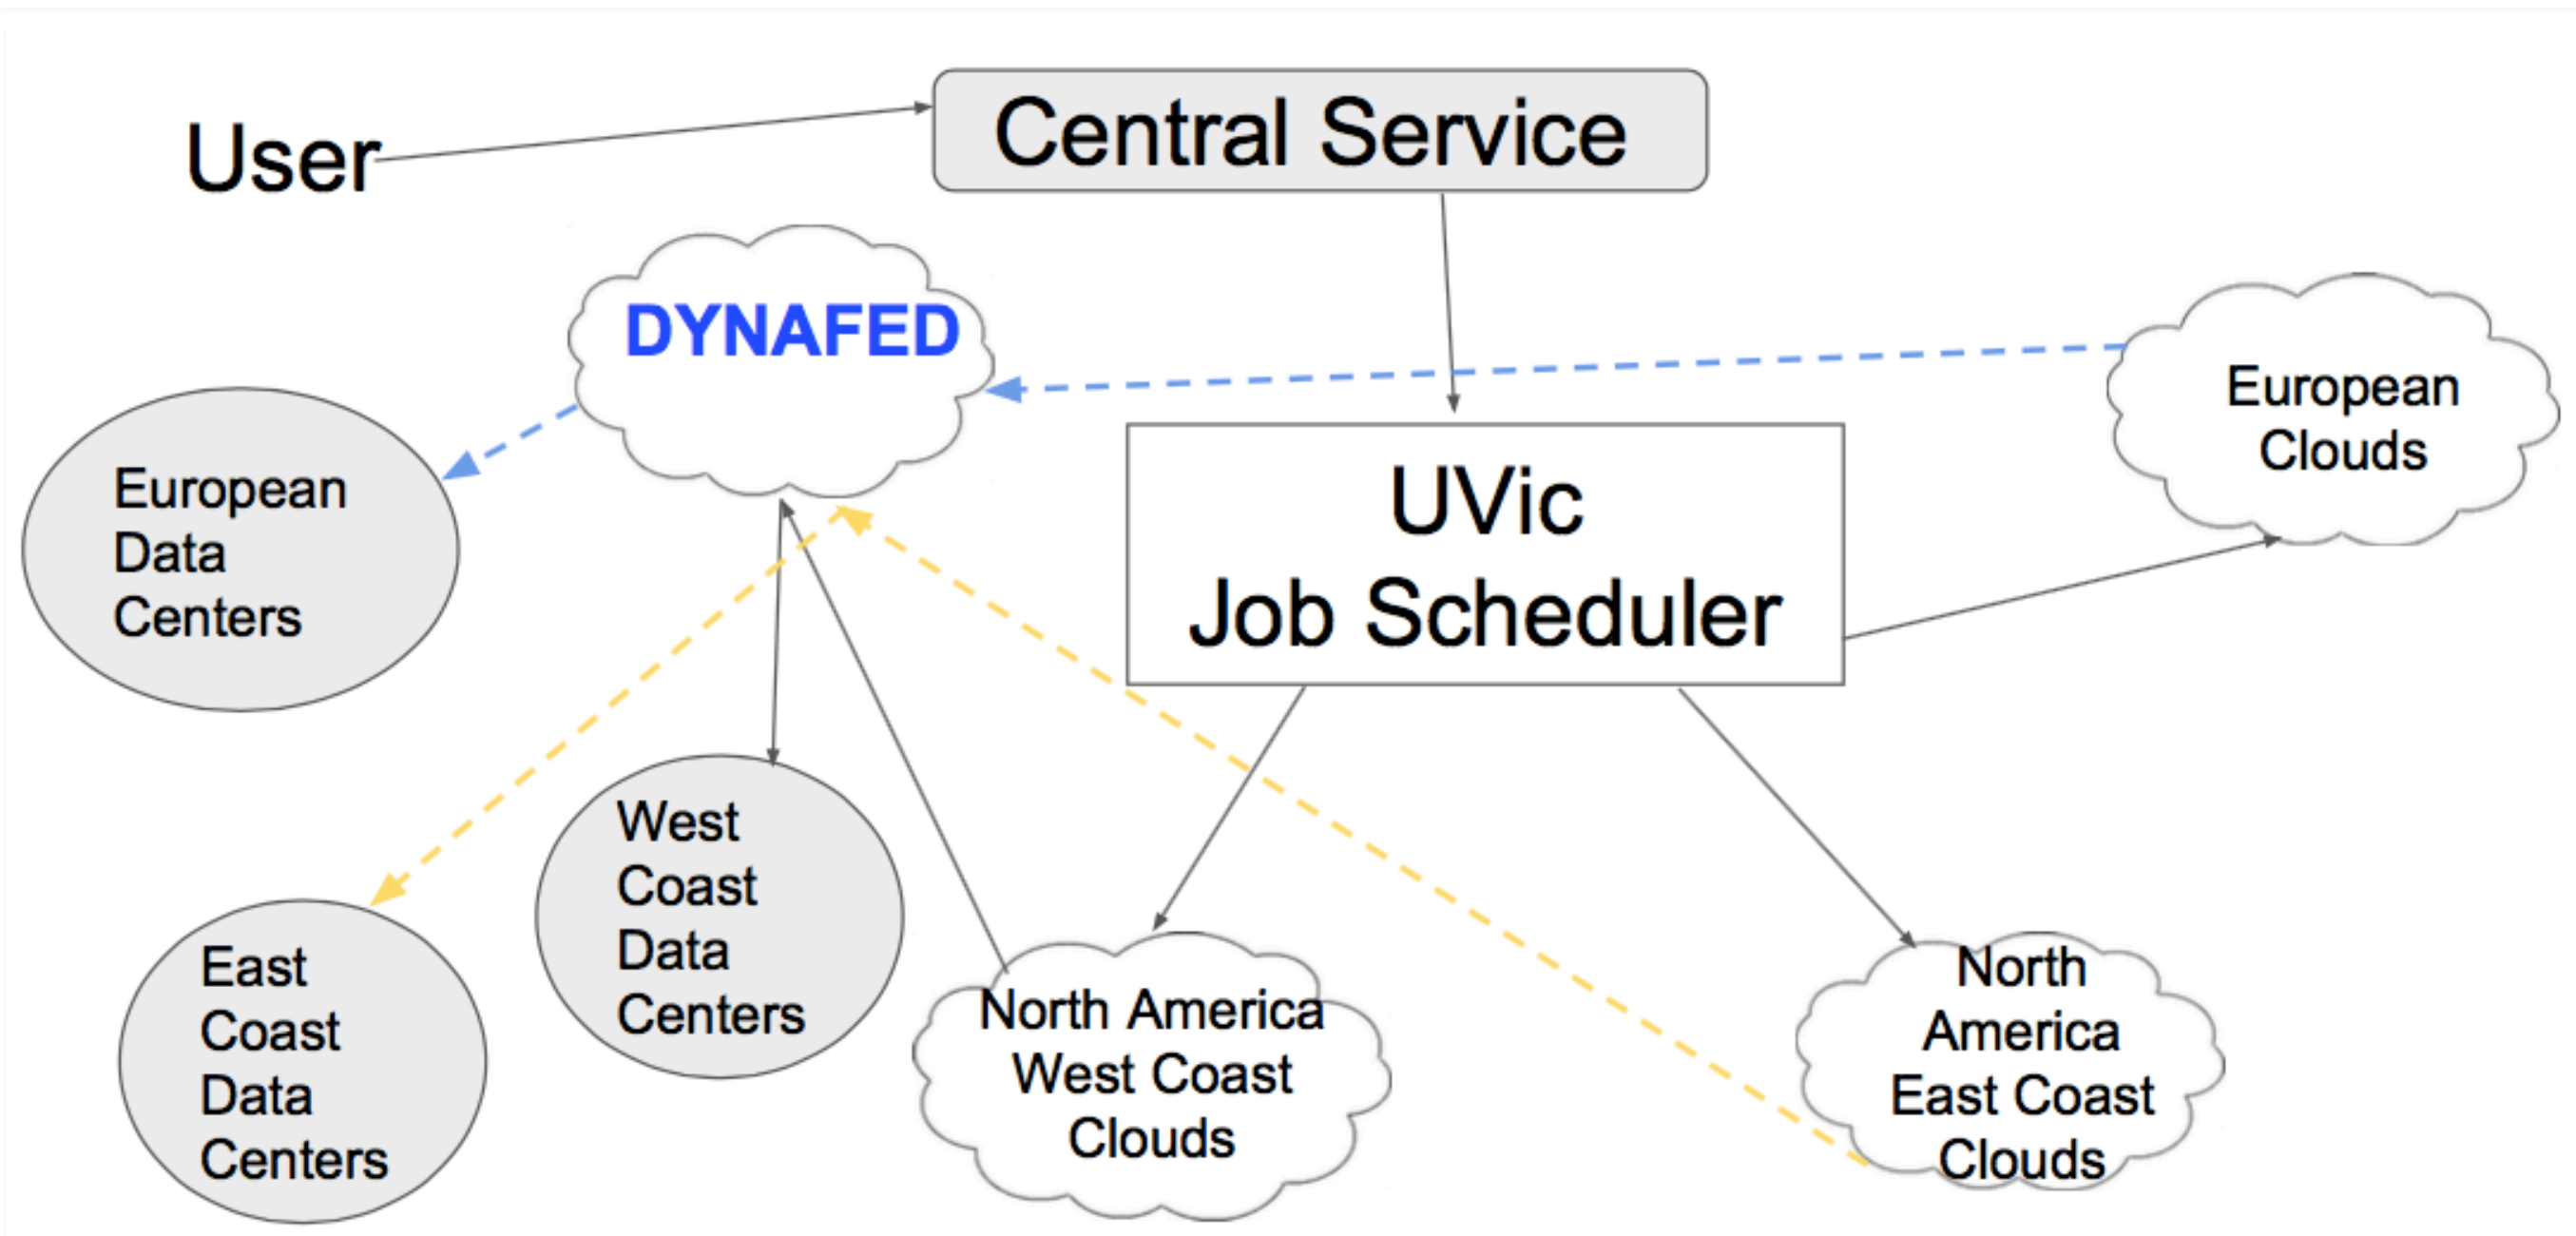 User
Central Service
DYNAFED
European
Clouds
UVic
Job Scheduler
European
Data
Centers
West
Coast
Data
Centers
East
Coast
Data
Centers
North America
West Coast
Clouds
North
America
East Coast
Clouds